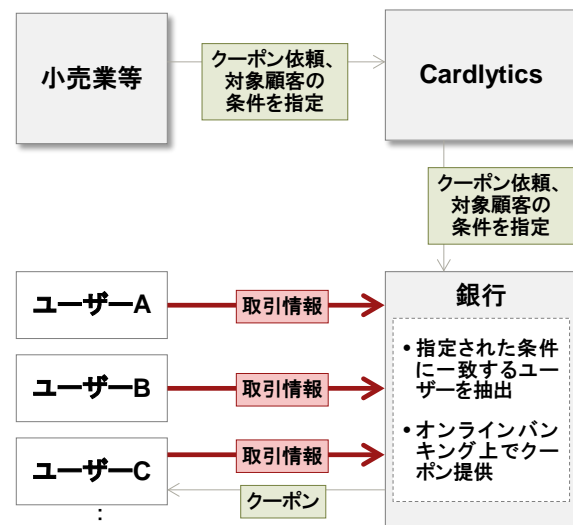 小売業等
クーポン依頼、
対象顧客の
条件を指定
Cardlytics
クーポン依頼、
対象顧客の
条件を指定
ユーザーA
取引情報
銀行
•指定された条件
に一致するユー
ザーを抽出
•オンラインバン
キング上でクー
ポン提供
ユーザーB
取引情報
ユーザーC
取引情報
クーポン
: